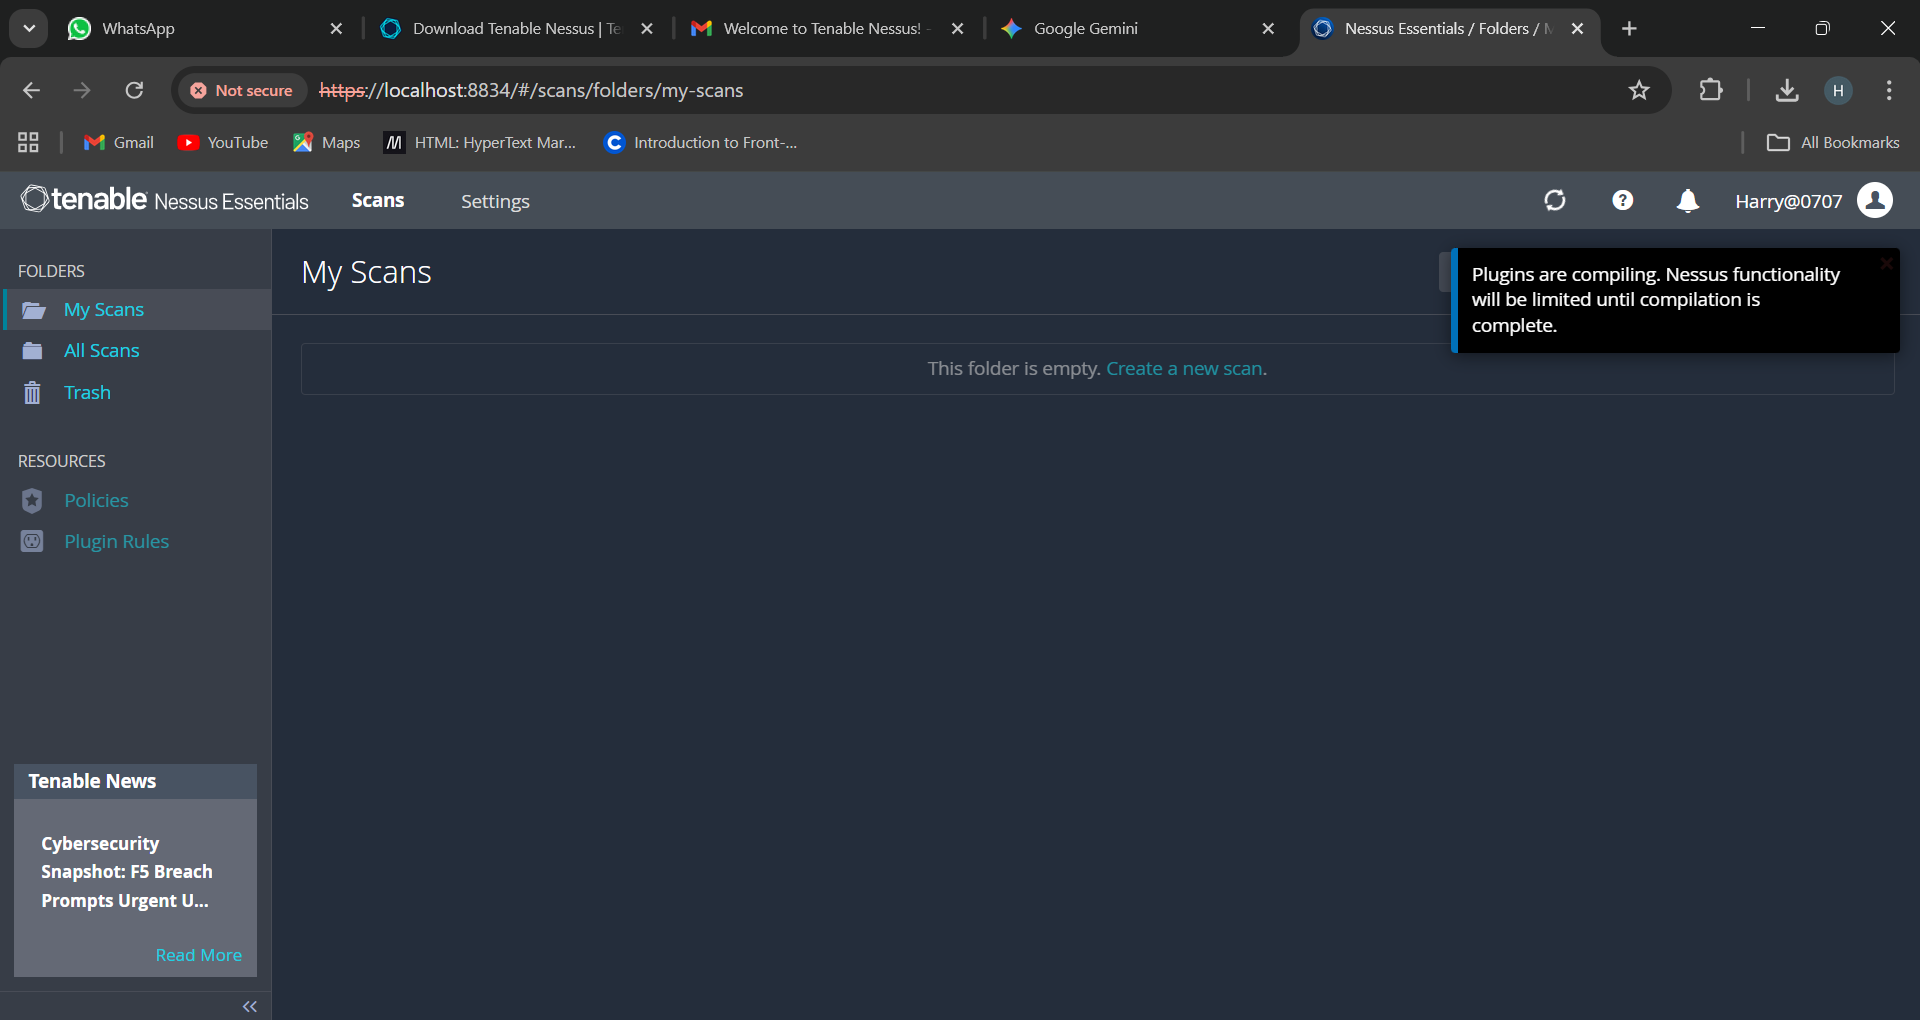 WhatsApp
Download Tenable Nessus | Te
Welcome to Tenable Nessus! -
Google Gemini
Nessus Essentials / Folders / M
Not secure
https://localhost:8834/#/scans/folders/my-scans
H
Gmail
YouTube
Maps
HTML: HyperText Mar...
Introduction to Front-...
All Bookmarks
tenable Nessus Essentials
Scans
Settings
Harry@0707
FOLDERS
My Scans
All Scans
Trash
RESOURCES
Policies
Plugin Rules
My Scans
Plugins are compiling. Nessus functionality
will be limited until compilation is
complete.
This folder is empty. Create a new scan.
Tenable News
Cybersecurity
Snapshot: F5 Breach
Prompts Urgent U...
Read More